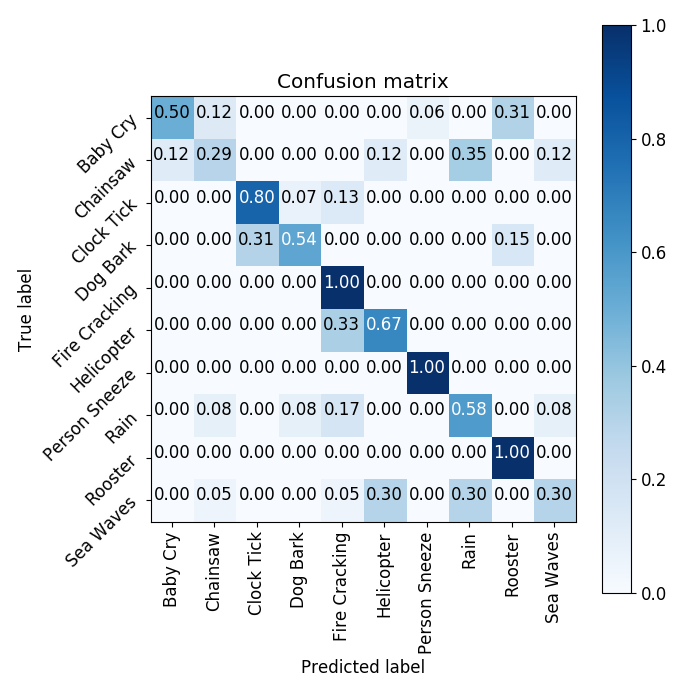 Confusion matrix
True label
Baby Cry 0.50 0.12 0.00 0.00 0.00 0.00 0.06 0.00 0.31 0.00
Chainsaw 0.12 0.29 0.00 0.00 0.00 0.12 0.00 0.35 0.00 0.12
Clock Tick 0.00 0.00 0.80 0.07 0.13 0.00 0.00 0.00 0.00 0.00
Dog Bark 0.00 0.00 0.31 0.54 0.00 0.00 0.00 0.00 0.15 0.00
Fire Cracking 0.00 0.00 0.00 0.00 1.00 0.00 0.00 0.00 0.00 0.00
Helicopter 0.00 0.00 0.00 0.00 0.33 0.67 0.00 0.00 0.00 0.00
Person Sneeze 0.00 0.00 0.00 0.00 0.00 0.00 1.00 0.00 0.00 0.00
Rain 0.00 0.08 0.00 0.08 0.17 0.00 0.00 0.58 0.00 0.08
Rooster 0.00 0.00 0.00 0.00 0.00 0.00 0.00 0.00 1.00 0.00
Sea Waves 0.00 0.05 0.00 0.00 0.05 0.30 0.00 0.30 0.00 0.30
Baby Cry
Chainsaw
Clock Tick
Dog Bark
Fire Cracking
Helicopter
Person Sneeze
Rain
Rooster
Sea Waves
Predicted label
1.0
0.8
0.6
0.4
0.2
0.0